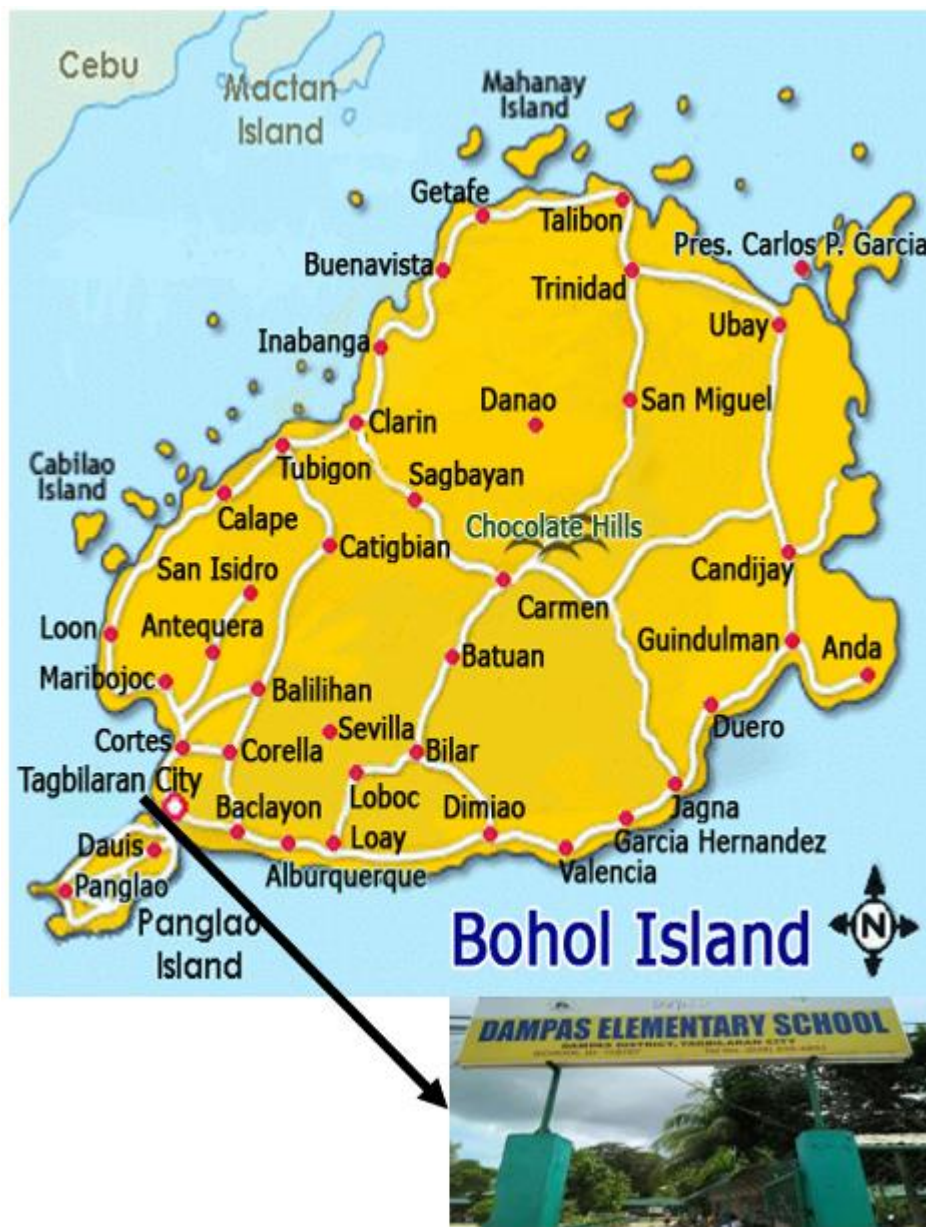 Cebu
Mactan
Island
Mahanay
Island
Getafe
Talibon
Pres. Carlos P. Garcia
Buenavista
Trinidad
Ubay
Inabanga
Danao
San Miguel
Clarin
Cabilao
Island
Tubigon
Sagbayan
Calape
Chocolate Hills
Catigbian
San Isidro
Candijay
Carmen
Loon
Antequera
Guindulman
Anda
Batuan
Maribojoc
Balilihan
Sevilla
Duero
Cortes
Corella
Bilar
Tagbilaran City
Loboc
Jagna
Baclayon
Dimiao
Dauis
Loay
Garcia Hernandez
Alburquerque
Valencia
Panglao
Panglao
Island
Bohol Island
N
DAMPAS ELEMENTARY SCHOOL
DAMPAS DISTRICT, TAGBILARAN CITY
SCHOOL ID